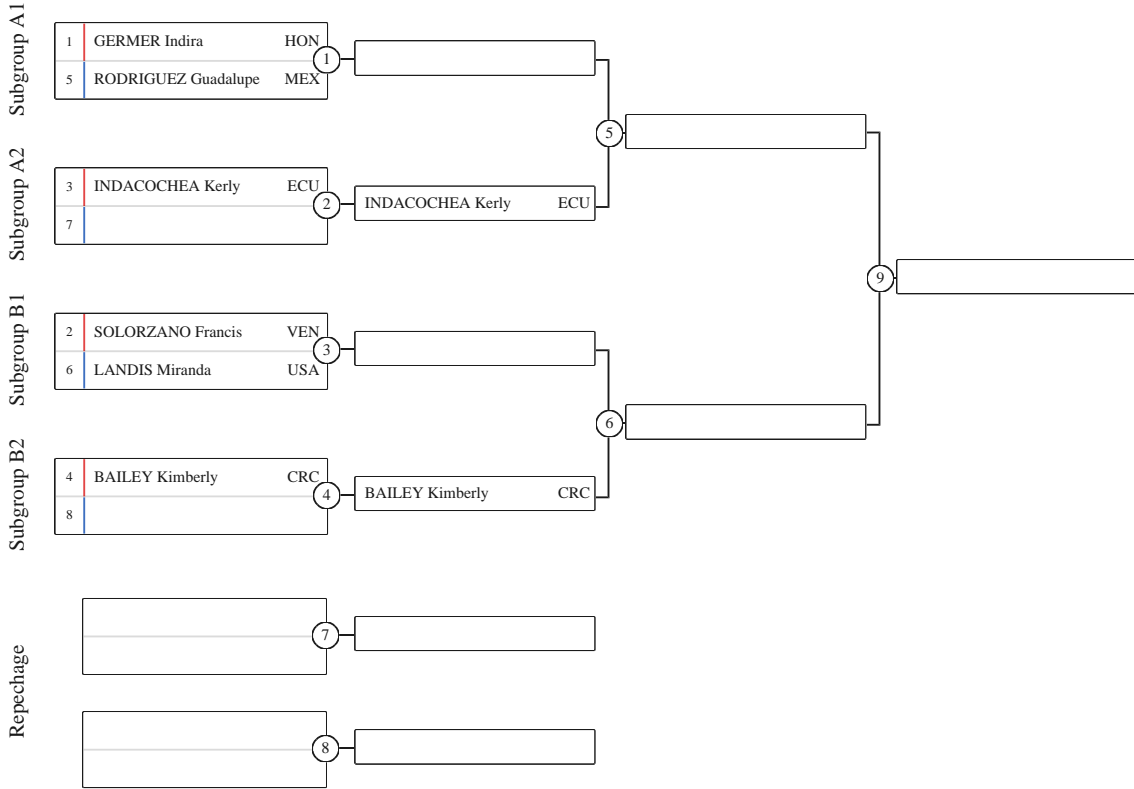 Subgroup A1
1 GERMER Indira HON
5 RODRIGUEZ Guadalupe MEX
1
5
Subgroup A2
3 INDACOCHEA Kerly ECU
7
2
INDACOCHEA Kerly ECU
9
Subgroup B1
2 SOLORZANO Francis VEN
6 LANDIS Miranda USA
3
6
Subgroup B2
4 BAILEY Kimberly CRC
8
4
BAILEY Kimberly CRC
Repechage
7
8